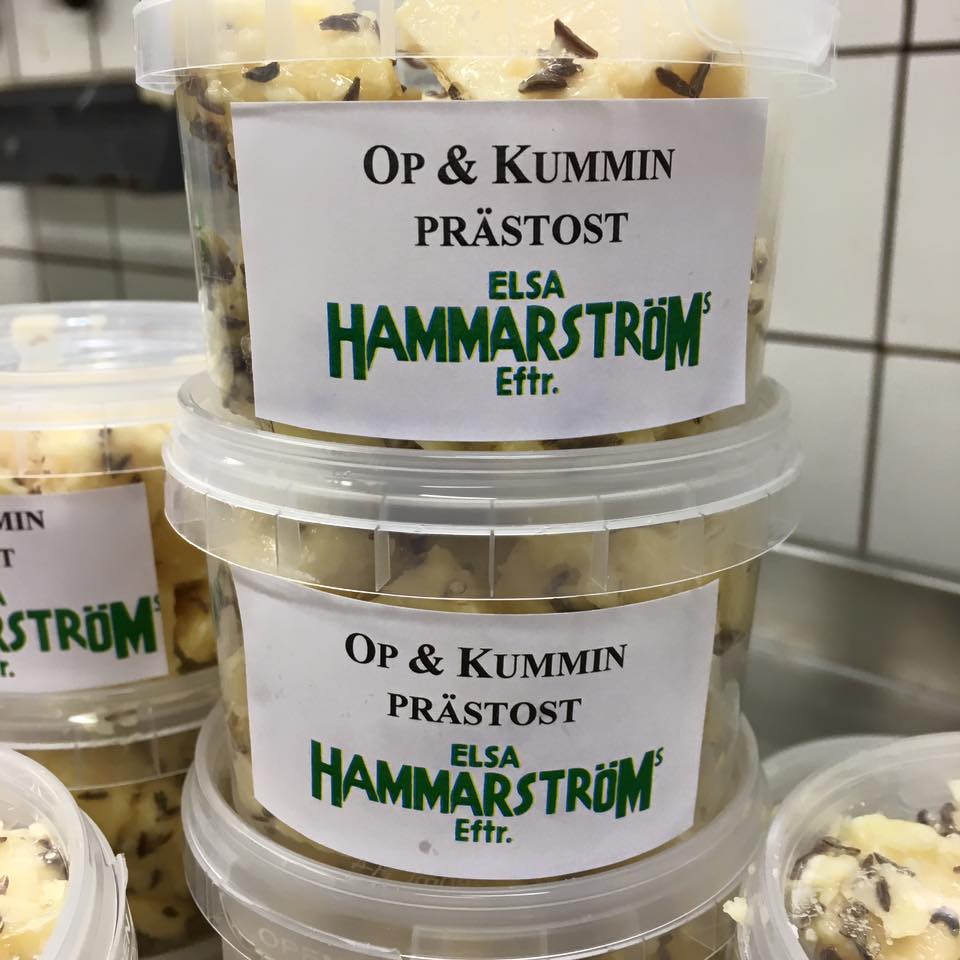 OP & KUMMIN
PRÄSTOST
ELSA
HAMMARSTRÖMS
Eftr.
OP & KUMMIN
PRÄSTOST
ELSA
HAMMARSTRÖMS
Eftr.